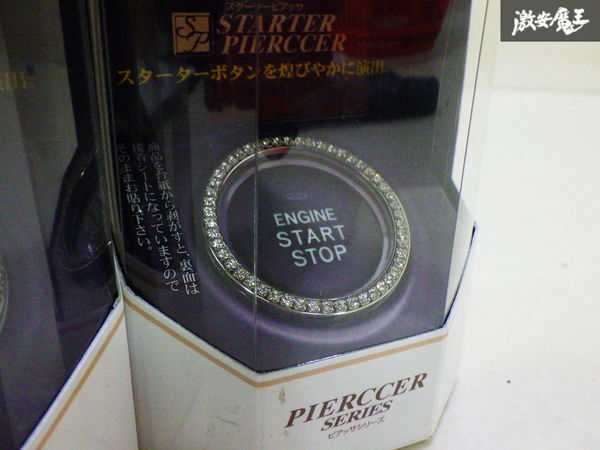 激安魔王
スターターピアッサ
SP
STARTER
PIERCCER
スターターボタンを煌びやかに演出
商品を台紙から剥がすと、裏面は
接着シートになっていますので
そのままお貼り下さい。
ENGINE
START
STOP
PIERCCER
SERIES
ピアッサシリーズ